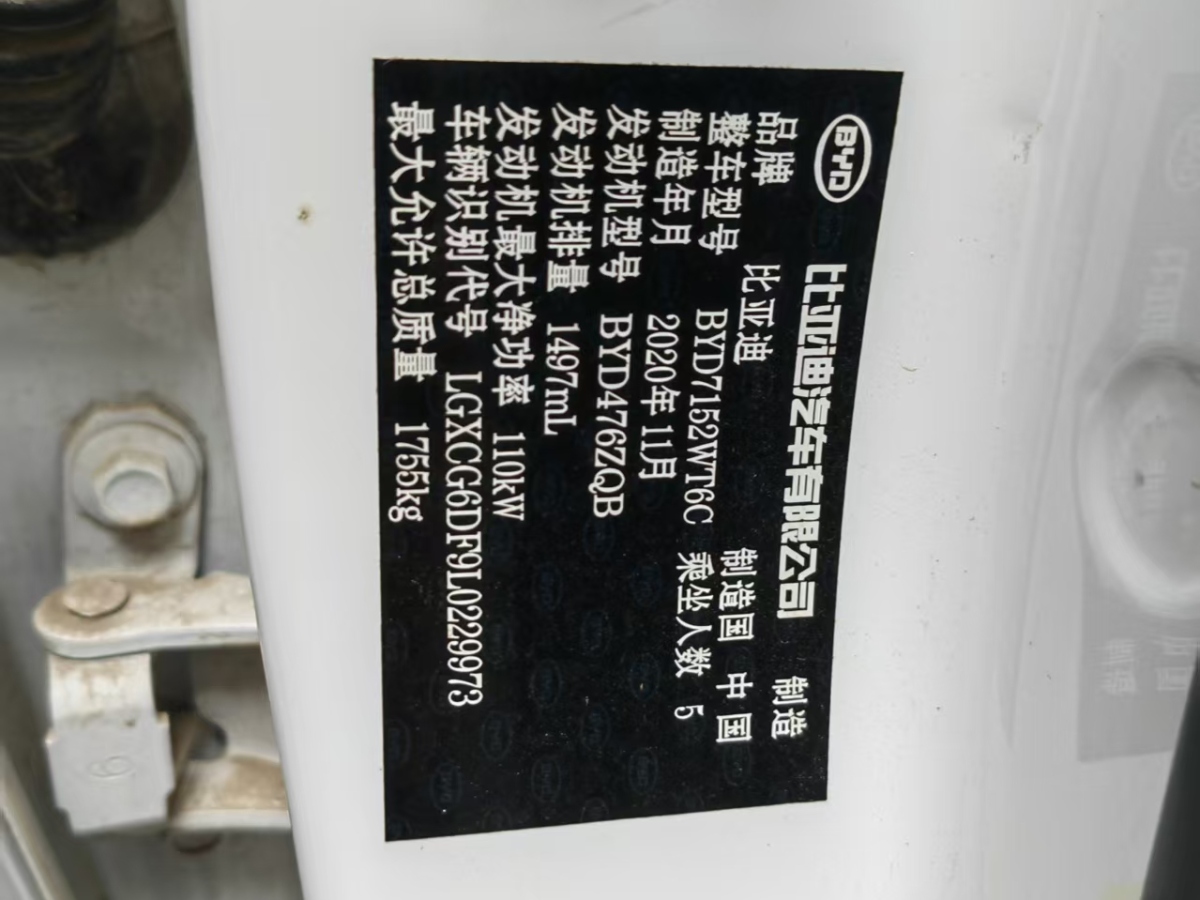 BYD 比亚迪汽车有限公司 制造
品牌 比亚迪 制造国 中国
整车型号 BYD7152WT6C 乘坐人数 5
制造年月 2020年11月
发动机型号 BYD476ZQB
发动机排量 1497mL
发动机最大净功率 110kW
车辆识别代号 LGXCG6DF9L0229973
最大允许总质量 1755kg